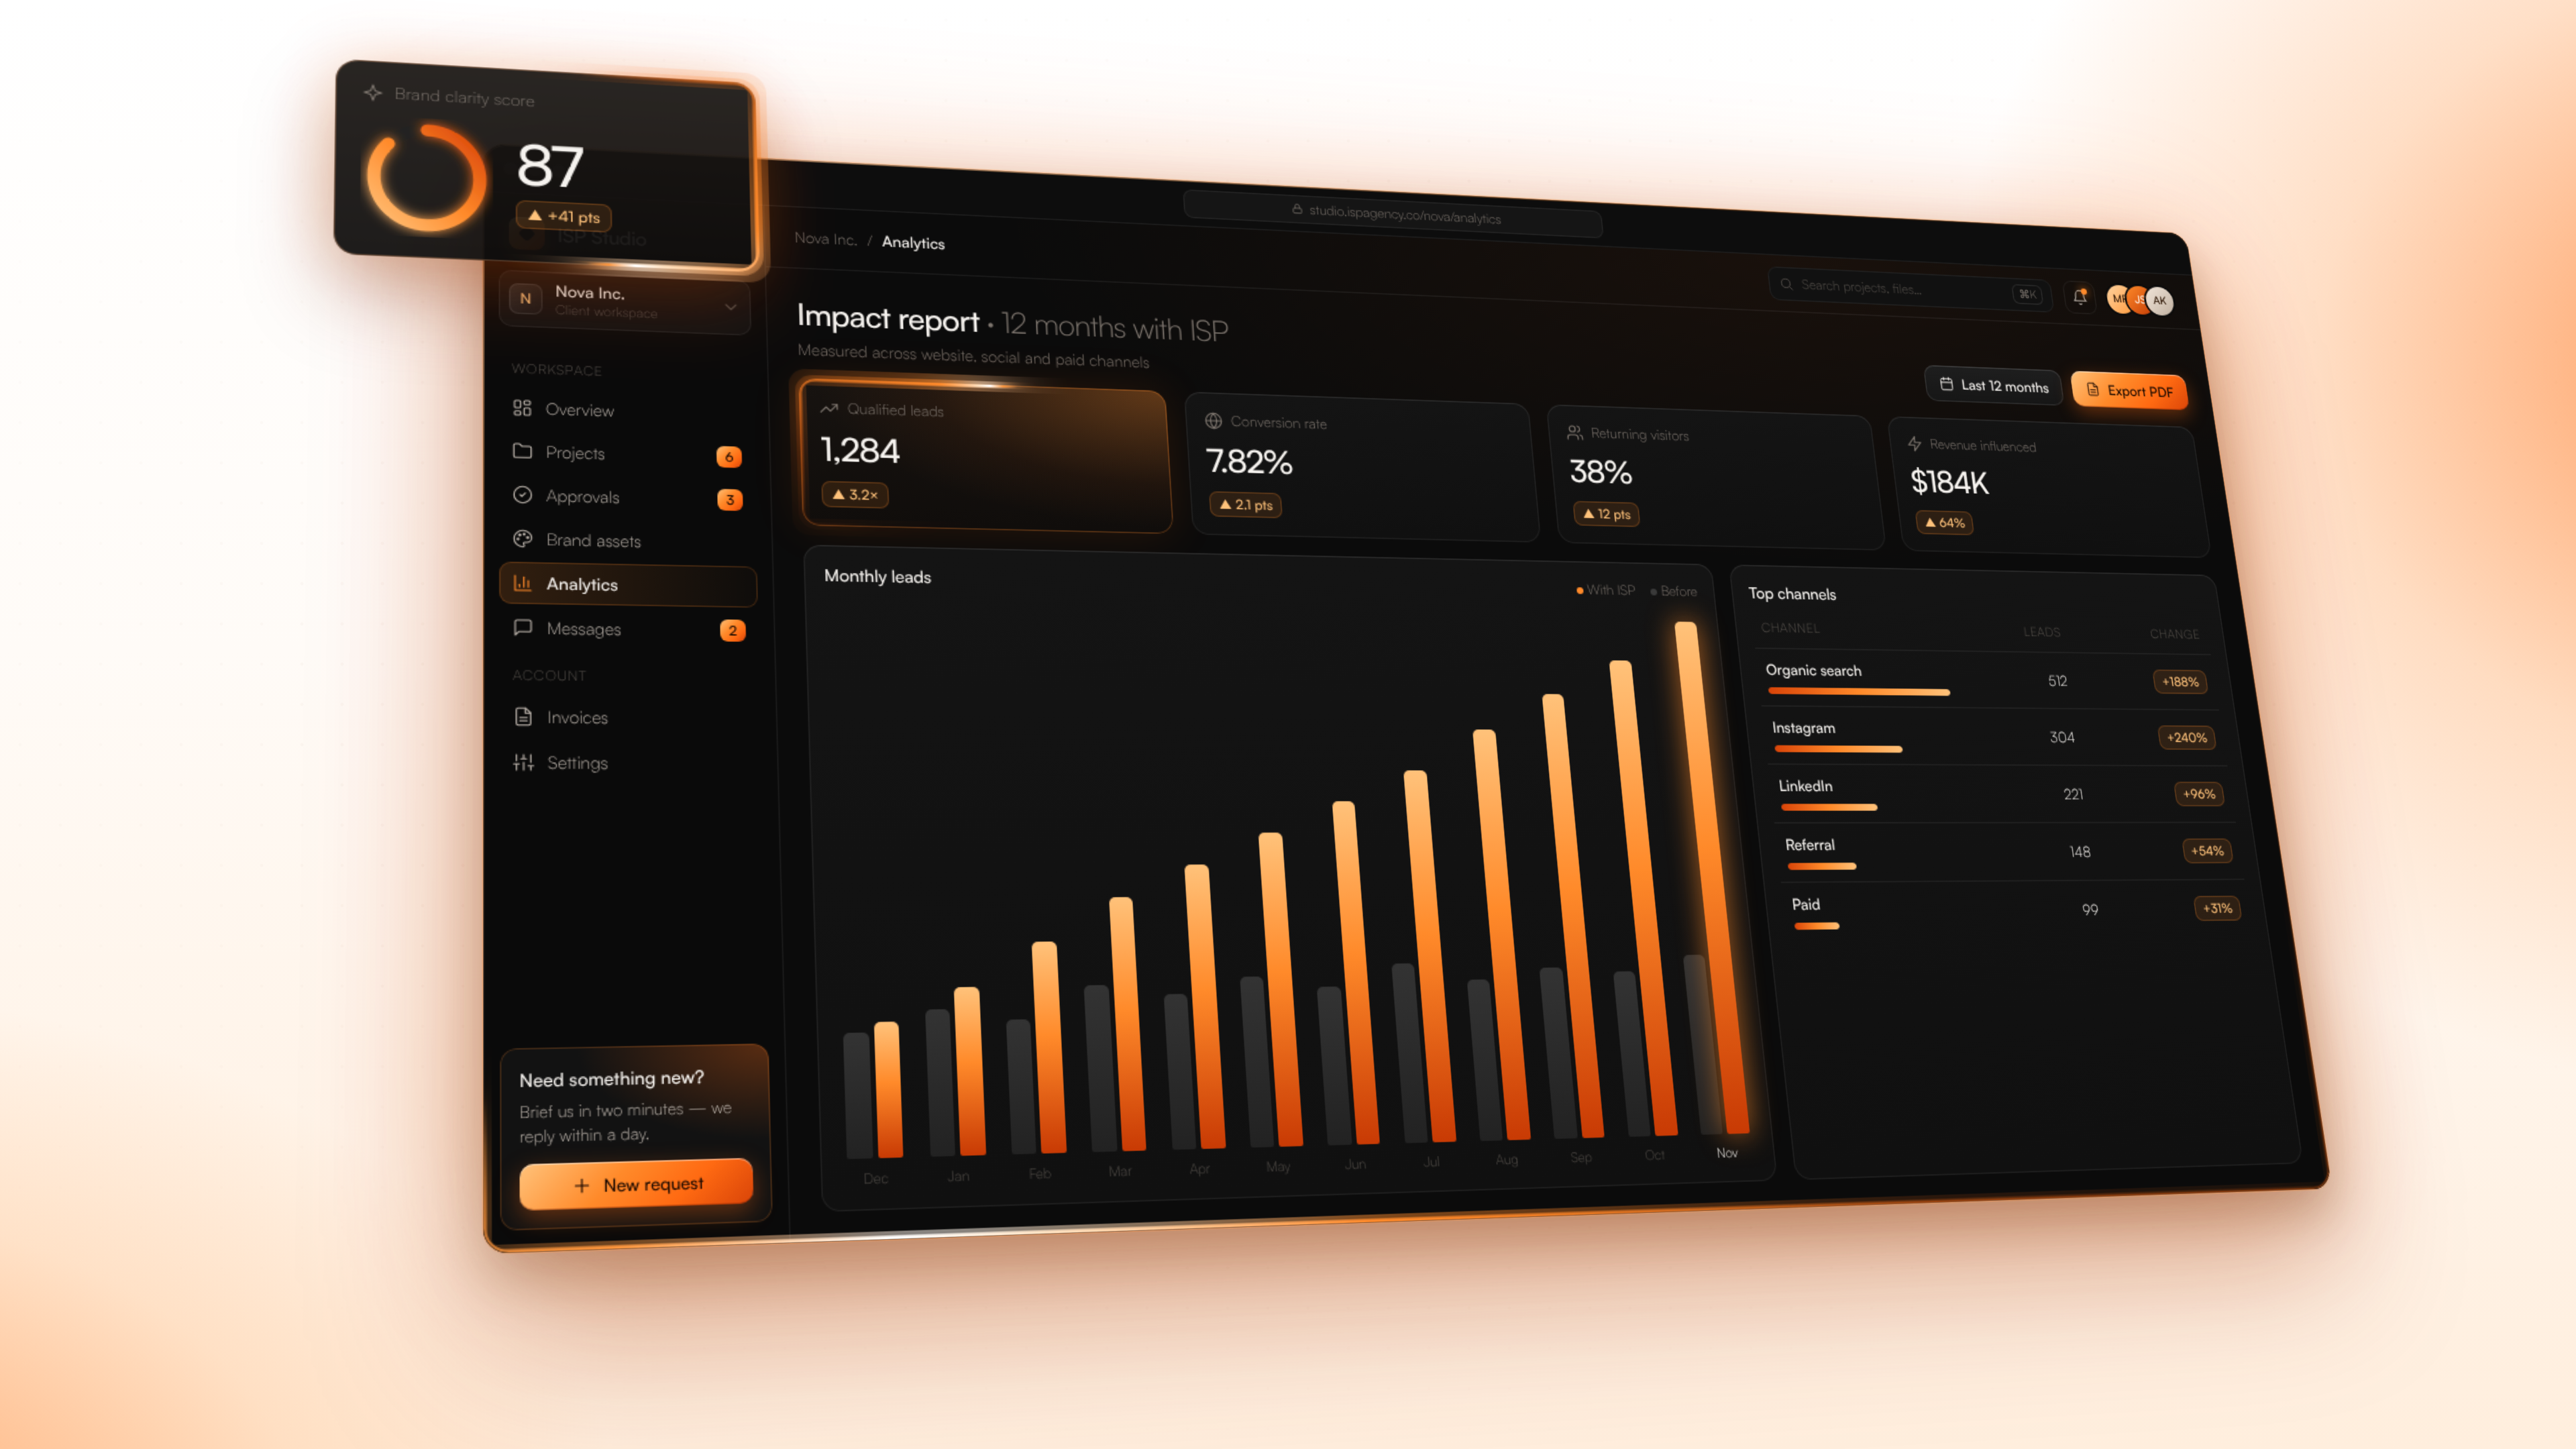 Brand clarity score
87
▲ +41 pts
ISP Studio
studio.ispagency.co/nova/analytics
Nova Inc. / Analytics
Search projects, files...
⌘K
JS
AK
N
Nova Inc.
Client workspace
WORKSPACE
Overview
Projects 6
Approvals 3
Brand assets
Analytics
Messages 2
ACCOUNT
Invoices
Settings
Need something new?
Brief us in two minutes — we
reply within a day.
+ New request
Impact report · 12 months with ISP
Measured across website, social and paid channels
Last 12 months
Export PDF
Qualified leads
1,284
▲ 3.2×
Conversion rate
7.82%
▲ 2.1 pts
Returning visitors
38%
▲ 12 pts
Revenue influenced
$184K
▲ 64%
Monthly leads
With ISP Before
Dec Jan Feb Mar Apr May Jun Jul Aug Sep Oct Nov
Top channels
CHANNEL LEADS CHANGE
Organic search 512 +188%
Instagram 304 +240%
LinkedIn 221 +96%
Referral 148 +54%
Paid 99 +31%